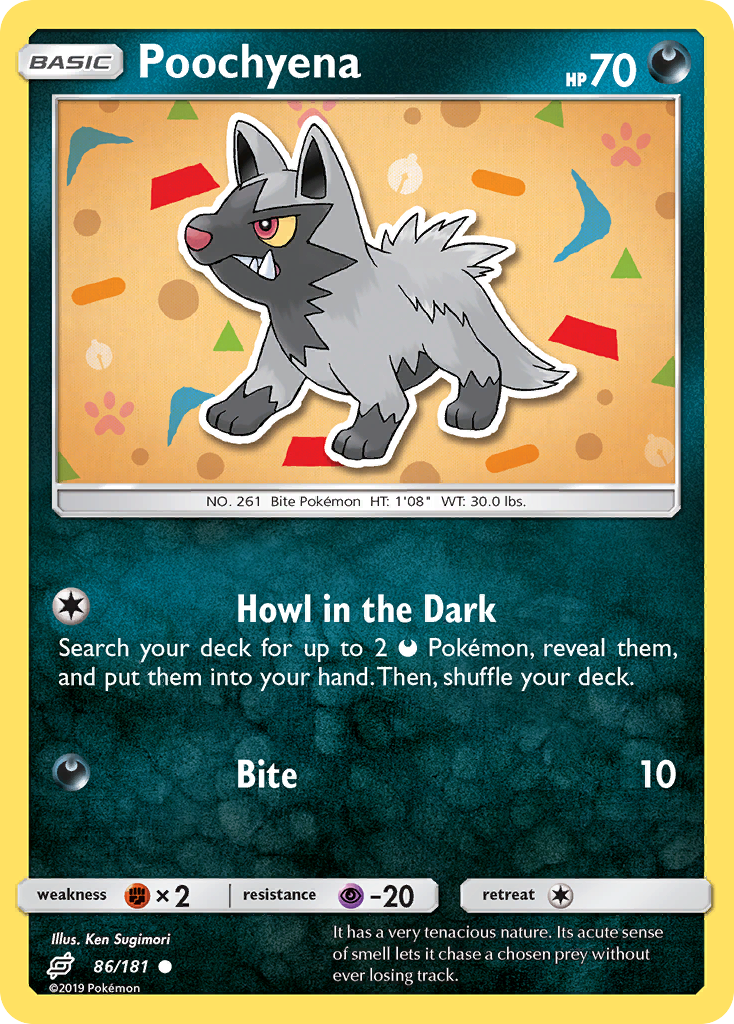 BASIC Poochyena HP 70
NO. 261 Bite Pokémon HT: 1'08" WT: 30.0 lbs.
Howl in the Dark
Search your deck for up to 2 Pokémon, reveal them,
and put them into your hand. Then, shuffle your deck.
Bite 10
weakness ×2 resistance -20 retreat
Illus. Ken Sugimori
86/181
©2019 Pokémon
It has a very tenacious nature. Its acute sense
of smell lets it chase a chosen prey without
ever losing track.